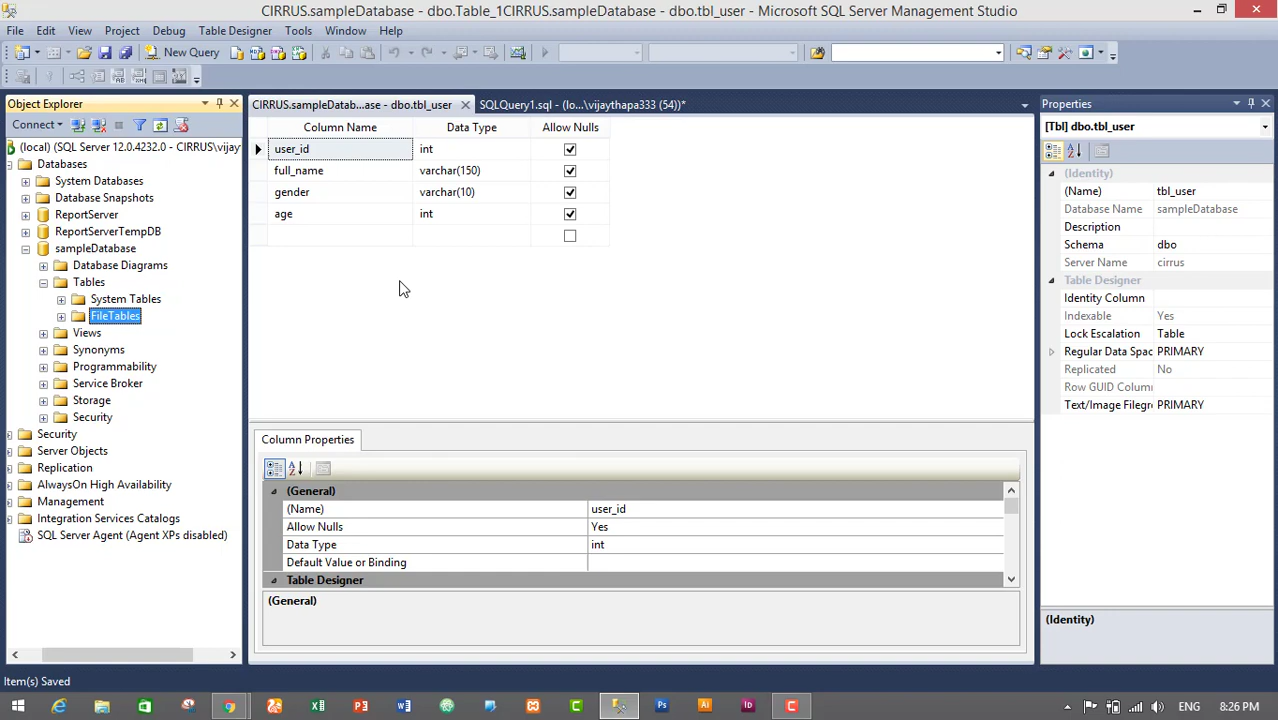 CIRRUS.sampleDatabase - dbo.Table_1CIRRUS.sampleDatabase - dbo.tbl_user - Microsoft SQL Server Management Studio
File Edit View Project Debug Table Designer Tools Window Help
New Query
Object Explorer
CIRRUS.sampleDatab...ase - dbo.tbl_user
SQLQuery1.sql - (lo...\vijaythapa333 (54))*
Properties
Connect
[Tbl] dbo.tbl_user
(local) (SQL Server 12.0.4232.0 - CIRRUS\vijay
Databases
System Databases
Database Snapshots
ReportServer
ReportServerTempDB
sampleDatabase
Database Diagrams
Tables
System Tables
FileTables
Views
Synonyms
Programmability
Service Broker
Storage
Security
Security
Server Objects
Replication
AlwaysOn High Availability
Management
Integration Services Catalogs
SQL Server Agent (Agent XPs disabled)
Column Name Data Type Allow Nulls
user_id int
full_name varchar(150)
gender varchar(10)
age int
Column Properties
(General)
(Name) user_id
Allow Nulls Yes
Data Type int
Default Value or Binding
Table Designer
(General)
(Identity)
(Name) tbl_user
Database Name sampleDatabase
Description
Schema dbo
Server Name cirrus
Table Designer
Identity Column
Indexable Yes
Lock Escalation Table
Regular Data Spac PRIMARY
Replicated No
Row GUID Column
Text/Image Filegr PRIMARY
(Identity)
Item(s) Saved
ENG 8:26 PM